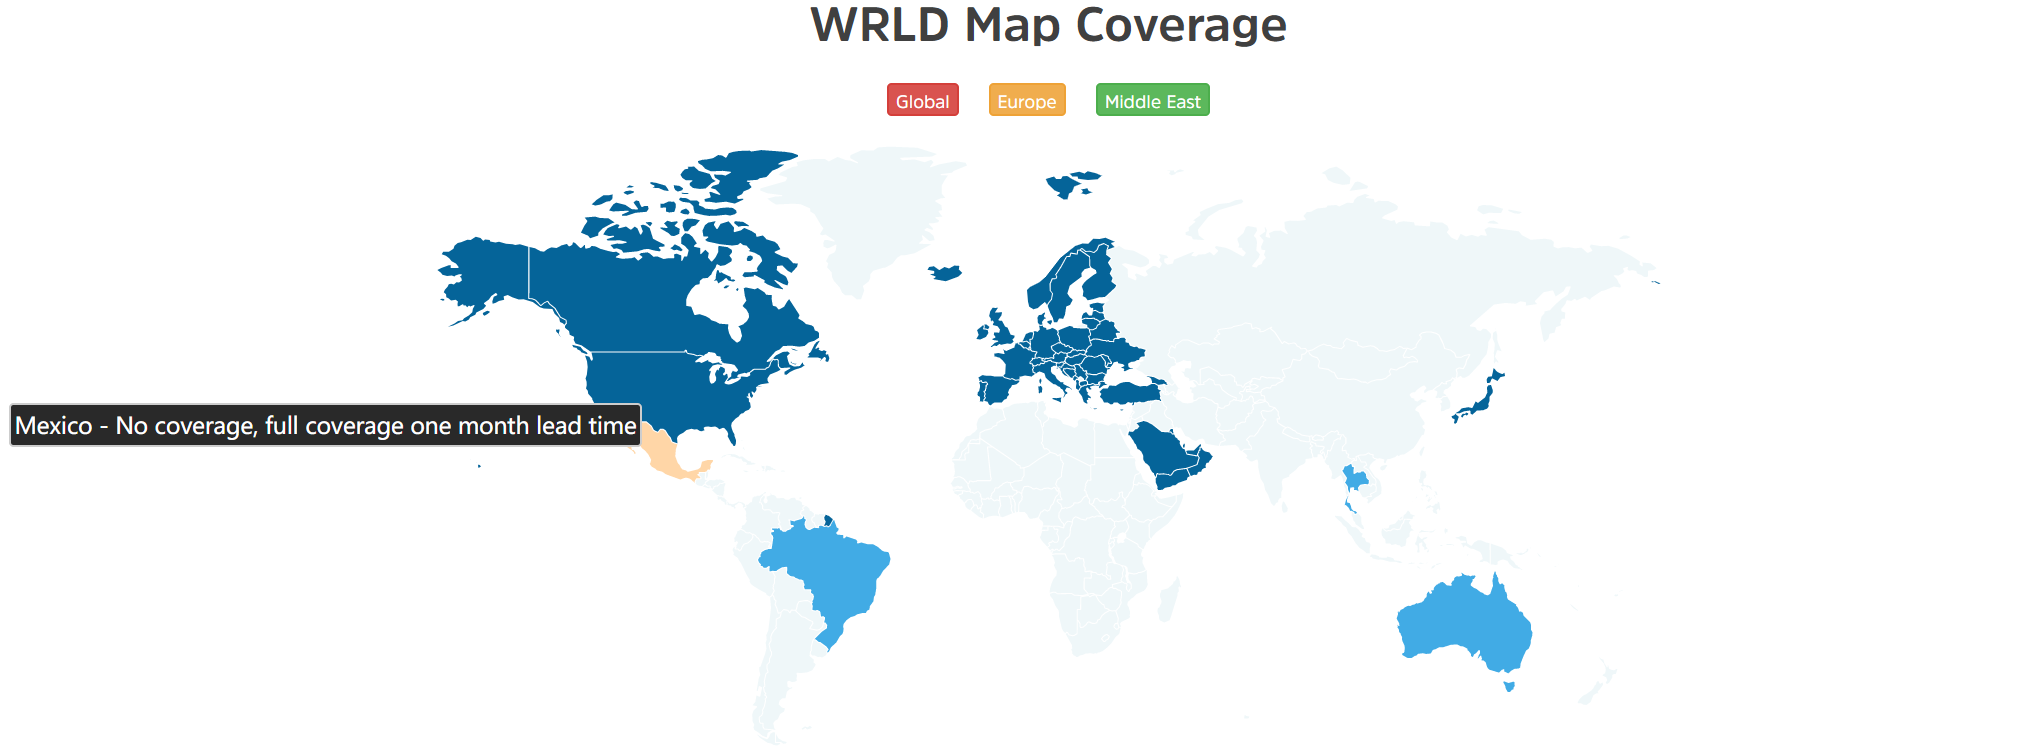 WRLD Map Coverage
Global
Europe
Middle East
Mexico - No coverage, full coverage one month lead time